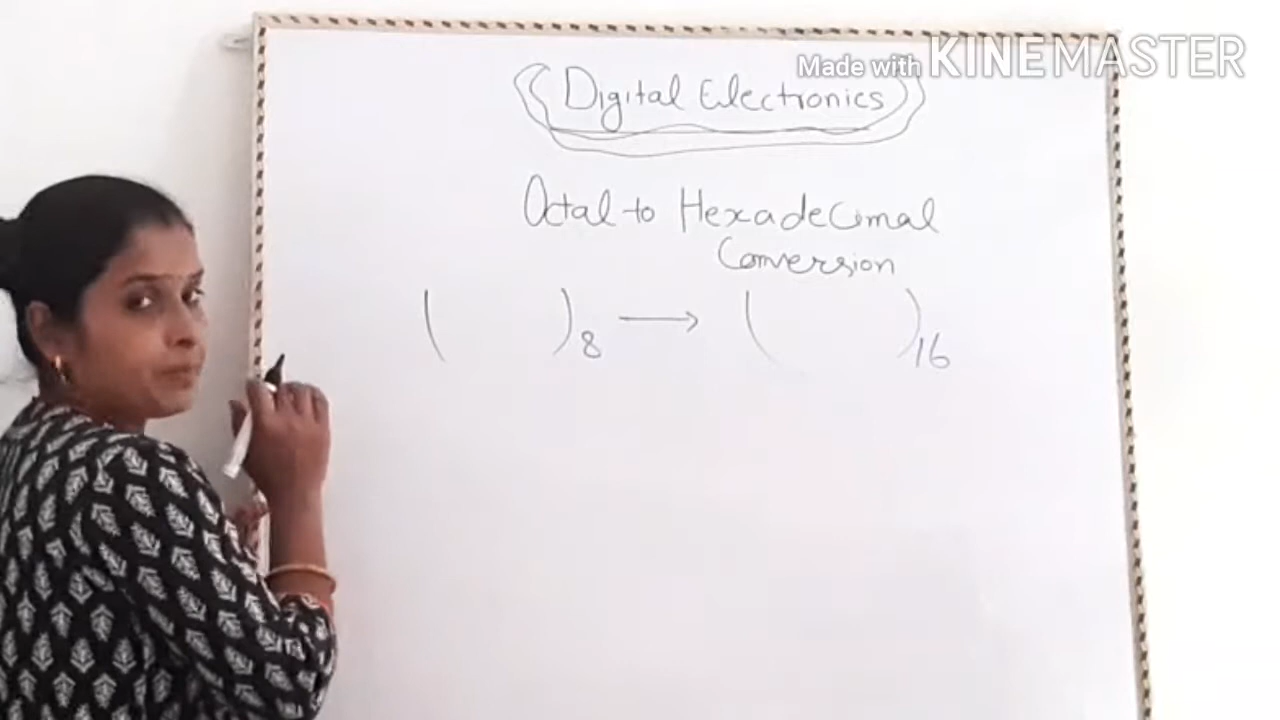 Made with KINEMASTER
Digital Electronics
Octal to Hexadecimal
Conversion
( )8 → ( )16